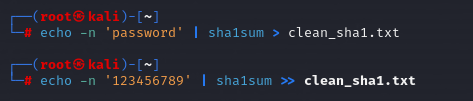 ┌──(root㉿kali)-[~]
└─# echo -n 'password' | sha1sum > clean_sha1.txt
┌──(root㉿kali)-[~]
└─# echo -n '123456789' | sha1sum >> clean_sha1.txt